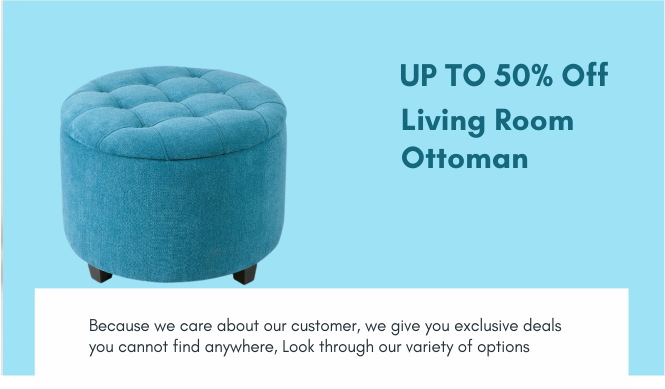 UP TO 50% Off
Living Room
Ottoman
Because we care about our customer, we give you exclusive deals
you cannot find anywhere, Look through our variety of options